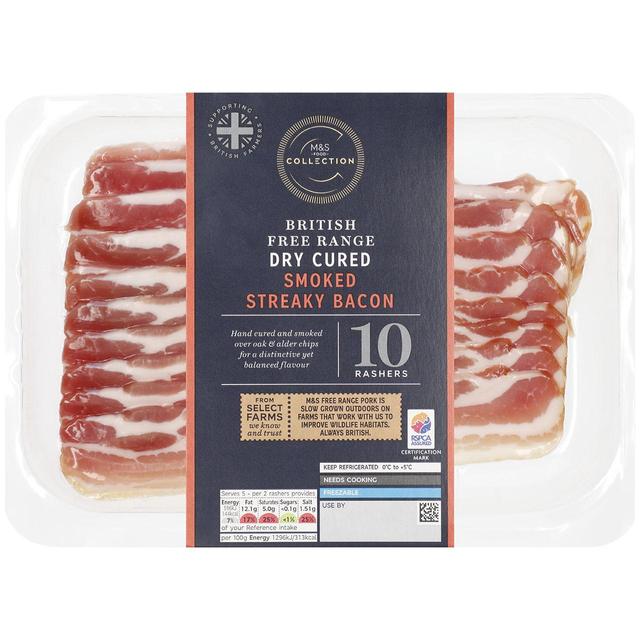 SUPPORTING
BRITISH FARMERS
M&S
FOOD
COLLECTION
BRITISH
FREE RANGE
DRY CURED
SMOKED
STREAKY BACON
Hand cured and smoked
over oak & alder chips
for a distinctive yet
balanced flavour
10
RASHERS
FROM
SELECT
FARMS
we know
and trust
M&S FREE RANGE PORK IS
SLOW GROWN OUTDOORS ON
FARMS THAT WORK WITH US TO
IMPROVE WILDLIFE HABITATS.
ALWAYS BRITISH.
RSPCA
ASSURED
CERTIFICATION
MARK
KEEP REFRIGERATED 0°C to +5°C
NEEDS COOKING
FREEZABLE
USE BY
Serves 5 - per 2 rashers provides
Energy: Fat Saturates Sugars: Salt
596kJ 12.1g 5.0g <0.1g 1.51g
144kcal
7% 17% 25% <1% 25%
of your Reference intake
per 100g Energy 1296kJ/313kcal